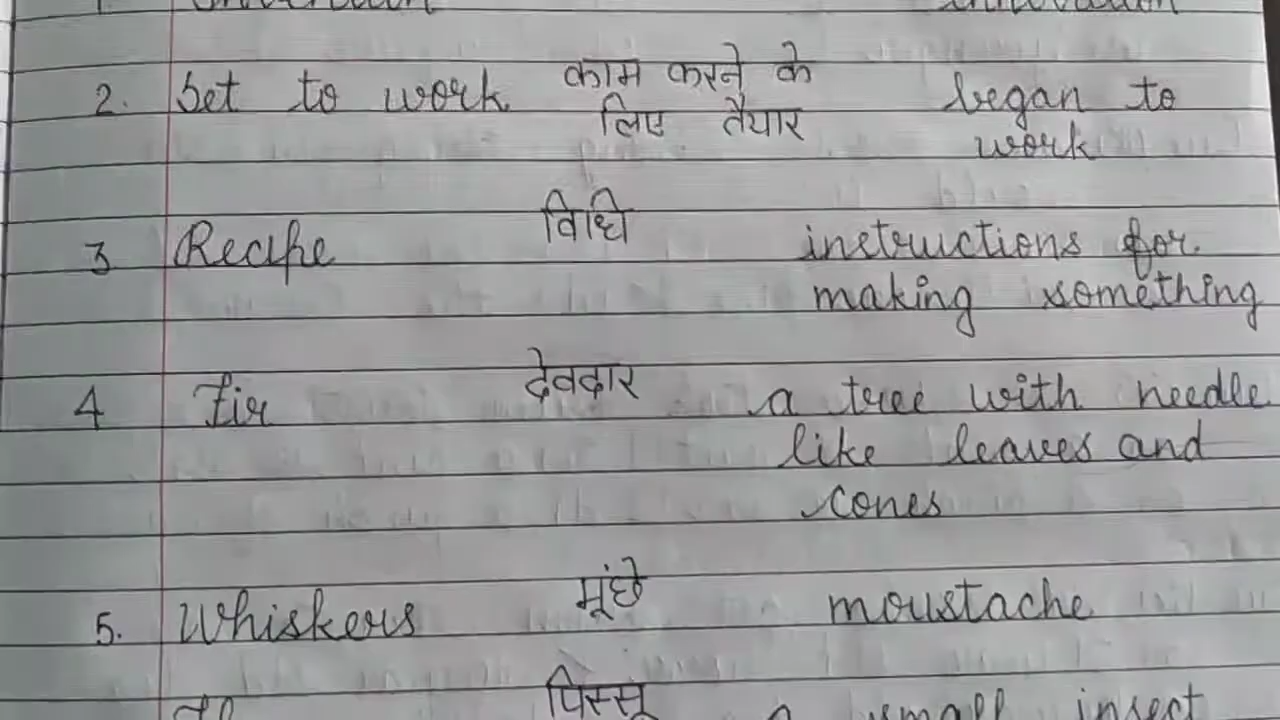 2. Set to work काम करने के began to
लिए तैयार work
3 Recipe विधि instructions for
making something
4 Fir देवदार a tree with needle
like leaves and
cones
5. Whiskers मूंछे moustache
पिस्सू a small insect